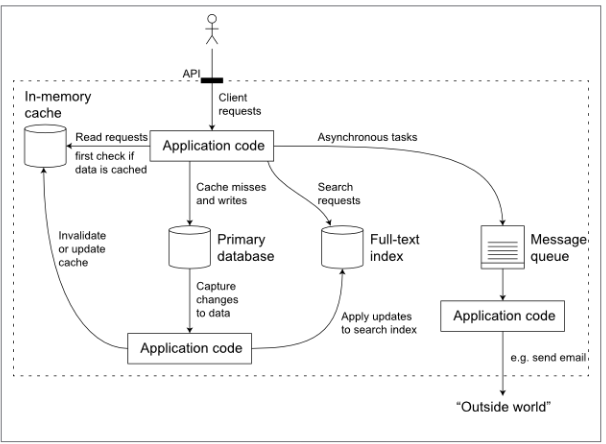 API
Client
requests
In-memory
cache
Application code
Read requests
first check if
data is cached
Asynchronous tasks
Cache misses
and writes
Search
requests
Invalidate
or update
cache
Primary
database
Full-text
index
Message
queue
Capture
changes
to data
Apply updates
to search index
Application code
Application code
e.g. send email
“Outside world”